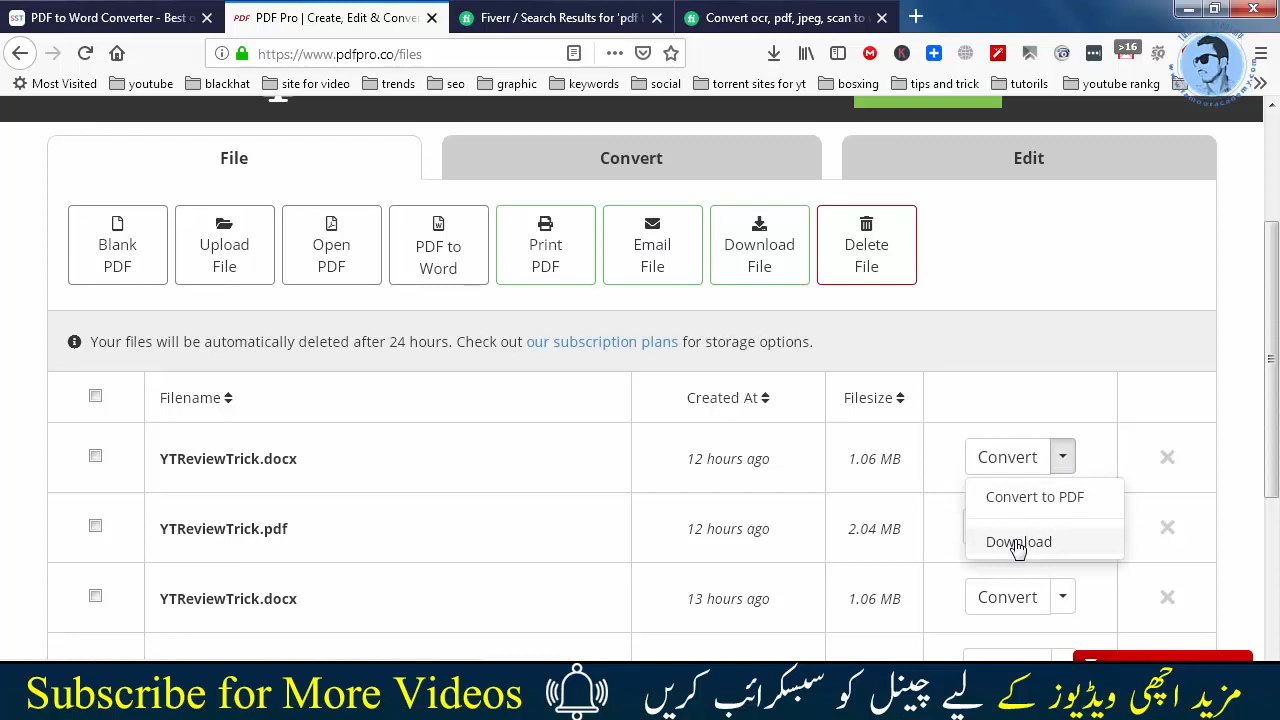 PDF to Word Converter - Best o
PDF Pro | Create, Edit & Conve
Fiverr / Search Results for 'pdf t
Convert ocr, pdf, jpeg, scan to
https://www.pdfpro.co/files
>16
Most Visited youtube blackhat site for video trends seo graphic keywords social torrent sites for yt bosxing tips and trick tutorils youtube rankg
File Convert Edit
Blank PDF
Upload File
Open PDF
PDF to Word
Print PDF
Email File
Download File
Delete File
Your files will be automatically deleted after 24 hours. Check out our subscription plans for storage options.
Filename Created At Filesize
YTReviewTrick.docx 12 hours ago 1.06 MB Convert
Convert to PDF
YTReviewTrick.pdf 12 hours ago 2.04 MB
Download
YTReviewTrick.docx 13 hours ago 1.06 MB Convert
Subscribe for More Videos
مزید اچھی ویڈیوز کے لیے چینل کو سبسکرائب کریں